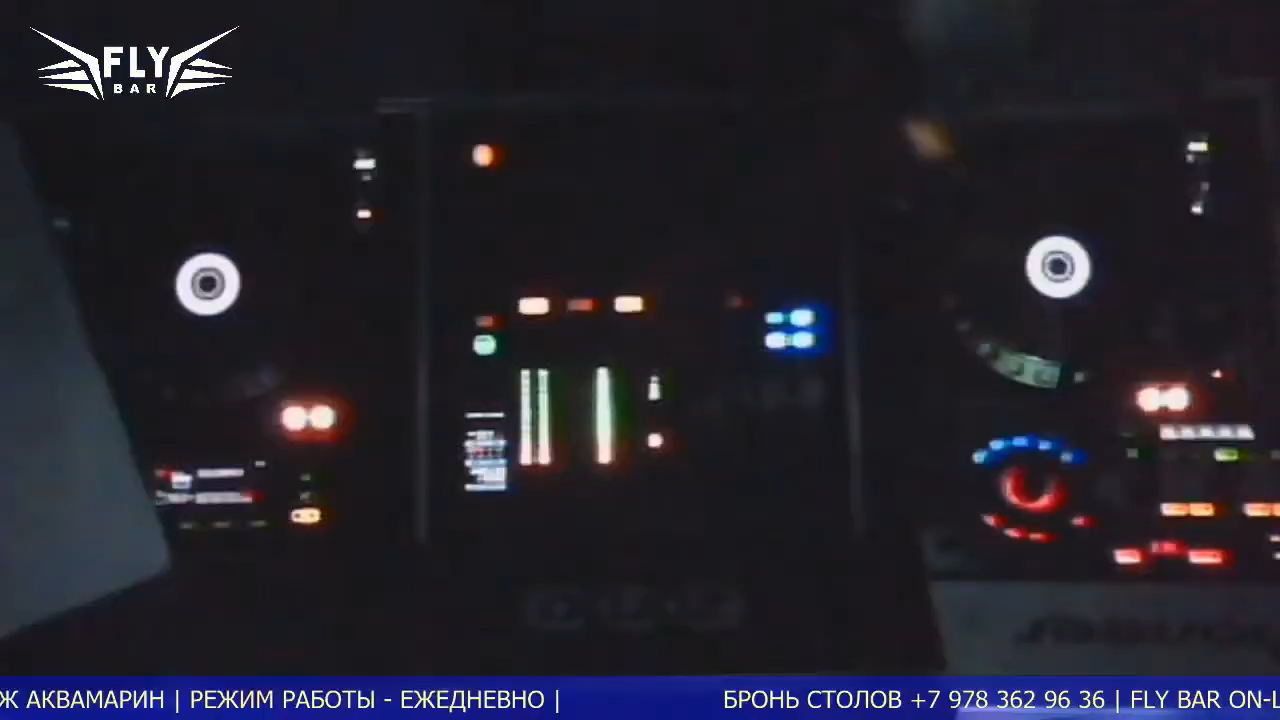 FLY
BAR
Ж АКВАМАРИН | РЕЖИМ РАБОТЫ - ЕЖЕДНЕВНО | БРОНЬ СТОЛОВ +7 978 362 96 36 | FLY BAR ON-L